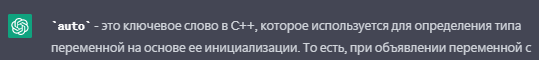 `auto` - это ключевое слово в C++, которое используется для определения типа
переменной на основе ее инициализации. То есть, при объявлении переменной с